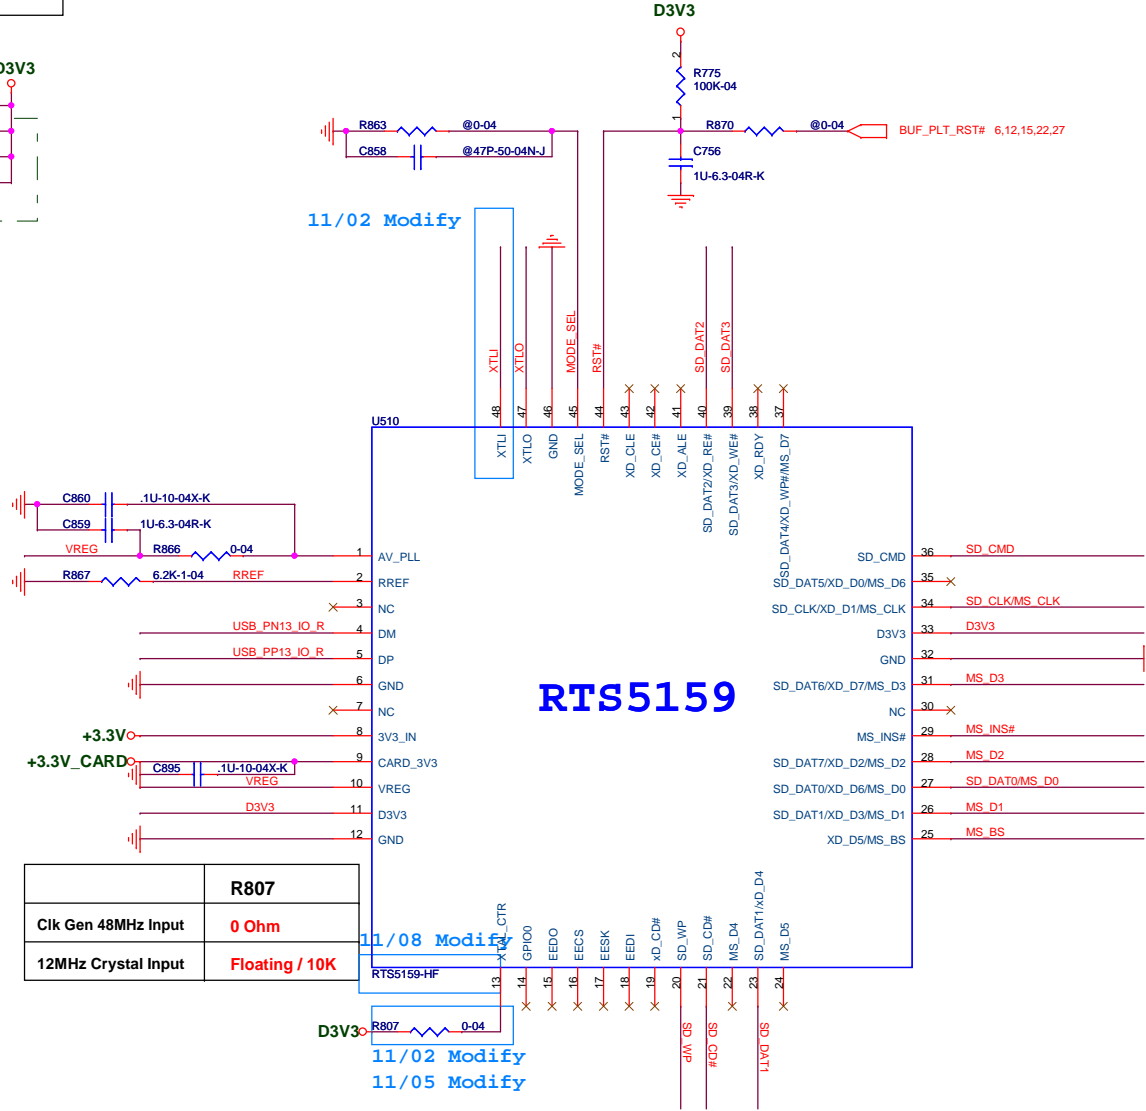 D3V3
D3V3
R775
100K-04
2
1
R863 @0-04
C858 @47P-50-04N-J
R870 @0-04
BUF_PLT_RST# 6,12,15,22,27
C756
1U-6.3-04R-K
11/02 Modify
XTLI
XTLO
MODE_SEL
RST#
SD_DAT2
SD_DAT3
48
47
46
45
44
43
42
41
40
39
38
37
U510
XTLI
XTLO
GND
MODE_SEL
RST#
XD_CLE
XD_CE#
XD_ALE
SD_DAT2/XD_RE#
SD_DAT3/XD_WE#
XD_RDY
SD_DAT4/XD_WP#/MS_D7
C860 .1U-10-04X-K
C859 1U-6.3-04R-K
VREG R866 0-04 1 AV_PLL
R867 6.2K-1-04 RREF 2 RREF
3 NC
USB_PN13_IO_R 4 DM
USB_PP13_IO_R 5 DP
6 GND
7 NC
+3.3V 8 3V3_IN
+3.3V_CARD 9 CARD_3V3
C895 .1U-10-04X-K
VREG 10 VREG
D3V3 11 D3V3
12 GND
RTS5159
SD_CMD 36 SD_CMD
SD_DAT5/XD_D0/MS_D6 35
SD_CLK/XD_D1/MS_CLK 34 SD_CLK/MS_CLK
D3V3 33 D3V3
GND 32
SD_DAT6/XD_D7/MS_D3 31 MS_D3
NC 30
MS_INS# 29 MS_INS#
SD_DAT7/XD_D2/MS_D2 28 MS_D2
SD_DAT0/XD_D6/MS_D0 27 SD_DAT0/MS_D0
SD_DAT1/XD_D3/MS_D1 26 MS_D1
XD_D5/MS_BS 25 MS_BS
R807
Clk Gen 48MHz Input 0 Ohm
12MHz Crystal Input Floating / 10K
11/08 Modify
XTAL_CTR
GPIO0
EEDO
EECS
EESK
EEDI
xD_CD#
SD_WP
SD_CD#
MS_D4
SD_DAT1/xD_D4
MS_D5
RTS5159-HF
13
14
15
16
17
18
19
20
21
22
23
24
D3V3 R807 0-04
SD_WP
SD_CD#
SD_DAT1
11/02 Modify
11/05 Modify